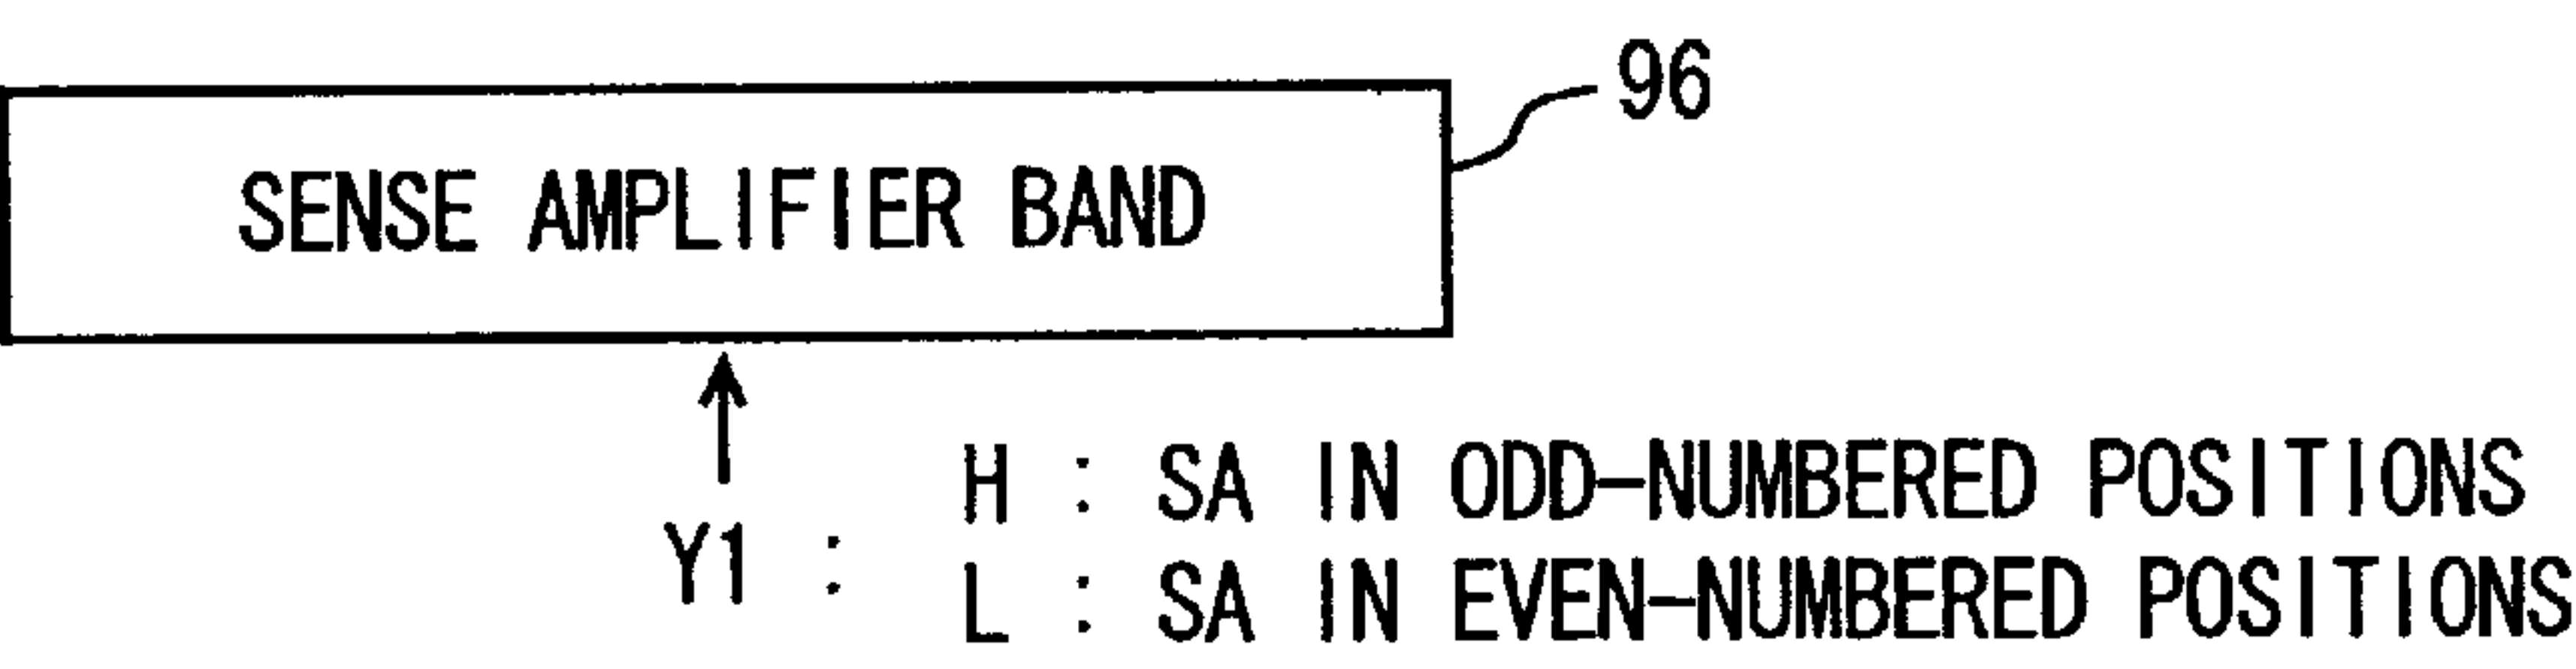 96
SENSE AMPLIFIER BAND
H : SA IN ODD-NUMBERED POSITIONS
Y1 :
L : SA IN EVEN-NUMBERED POSITIONS